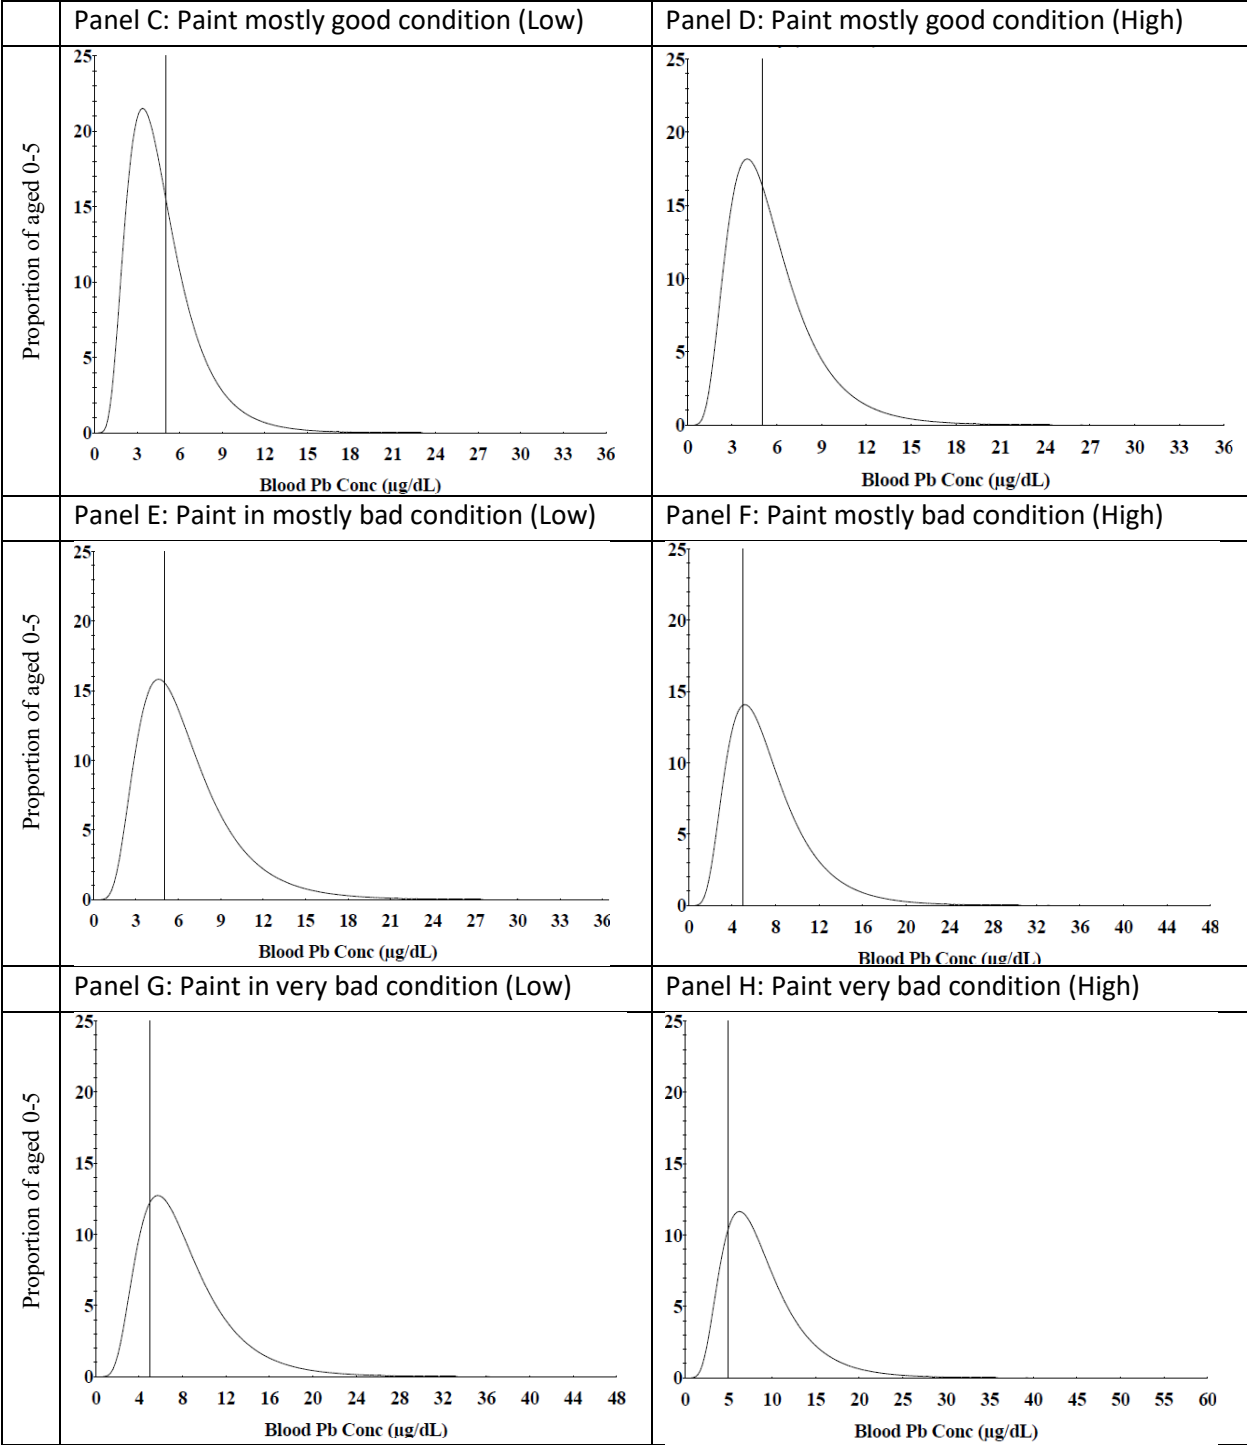 Panel C: Paint mostly good condition (Low)
Panel D: Paint mostly good condition (High)
Proportion of aged 0-5
25
20
15
10
5
0
0 3 6 9 12 15 18 21 24 27 30 33 36
Blood Pb Conc (µg/dL)
25
20
15
10
5
0
0 3 6 9 12 15 18 21 24 27 30 33 36
Blood Pb Conc (µg/dL)
Panel E: Paint in mostly bad condition (Low)
Panel F: Paint mostly bad condition (High)
Proportion of aged 0-5
25
20
15
10
5
0
0 3 6 9 12 15 18 21 24 27 30 33 36
Blood Pb Conc (µg/dL)
25
20
15
10
5
0
0 4 8 12 16 20 24 28 32 36 40 44 48
Blood Pb Conc (µg/dL)
Panel G: Paint in very bad condition (Low)
Panel H: Paint very bad condition (High)
Proportion of aged 0-5
25
20
15
10
5
0
0 4 8 12 16 20 24 28 32 36 40 44 48
Blood Pb Conc (µg/dL)
25
20
15
10
5
0
0 5 10 15 20 25 30 35 40 45 50 55 60
Blood Pb Conc (µg/dL)